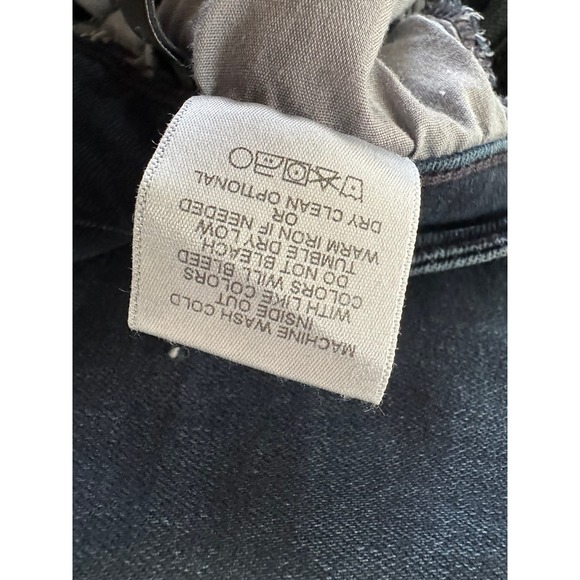 MACHINE WASH COLD
INSIDE OUT
WITH LIKE COLORS
COLORS WILL BLEED
DO NOT BLEACH
TUMBLE DRY LOW
WARM IRON IF NEEDED
OR
DRY CLEAN OPTIONAL